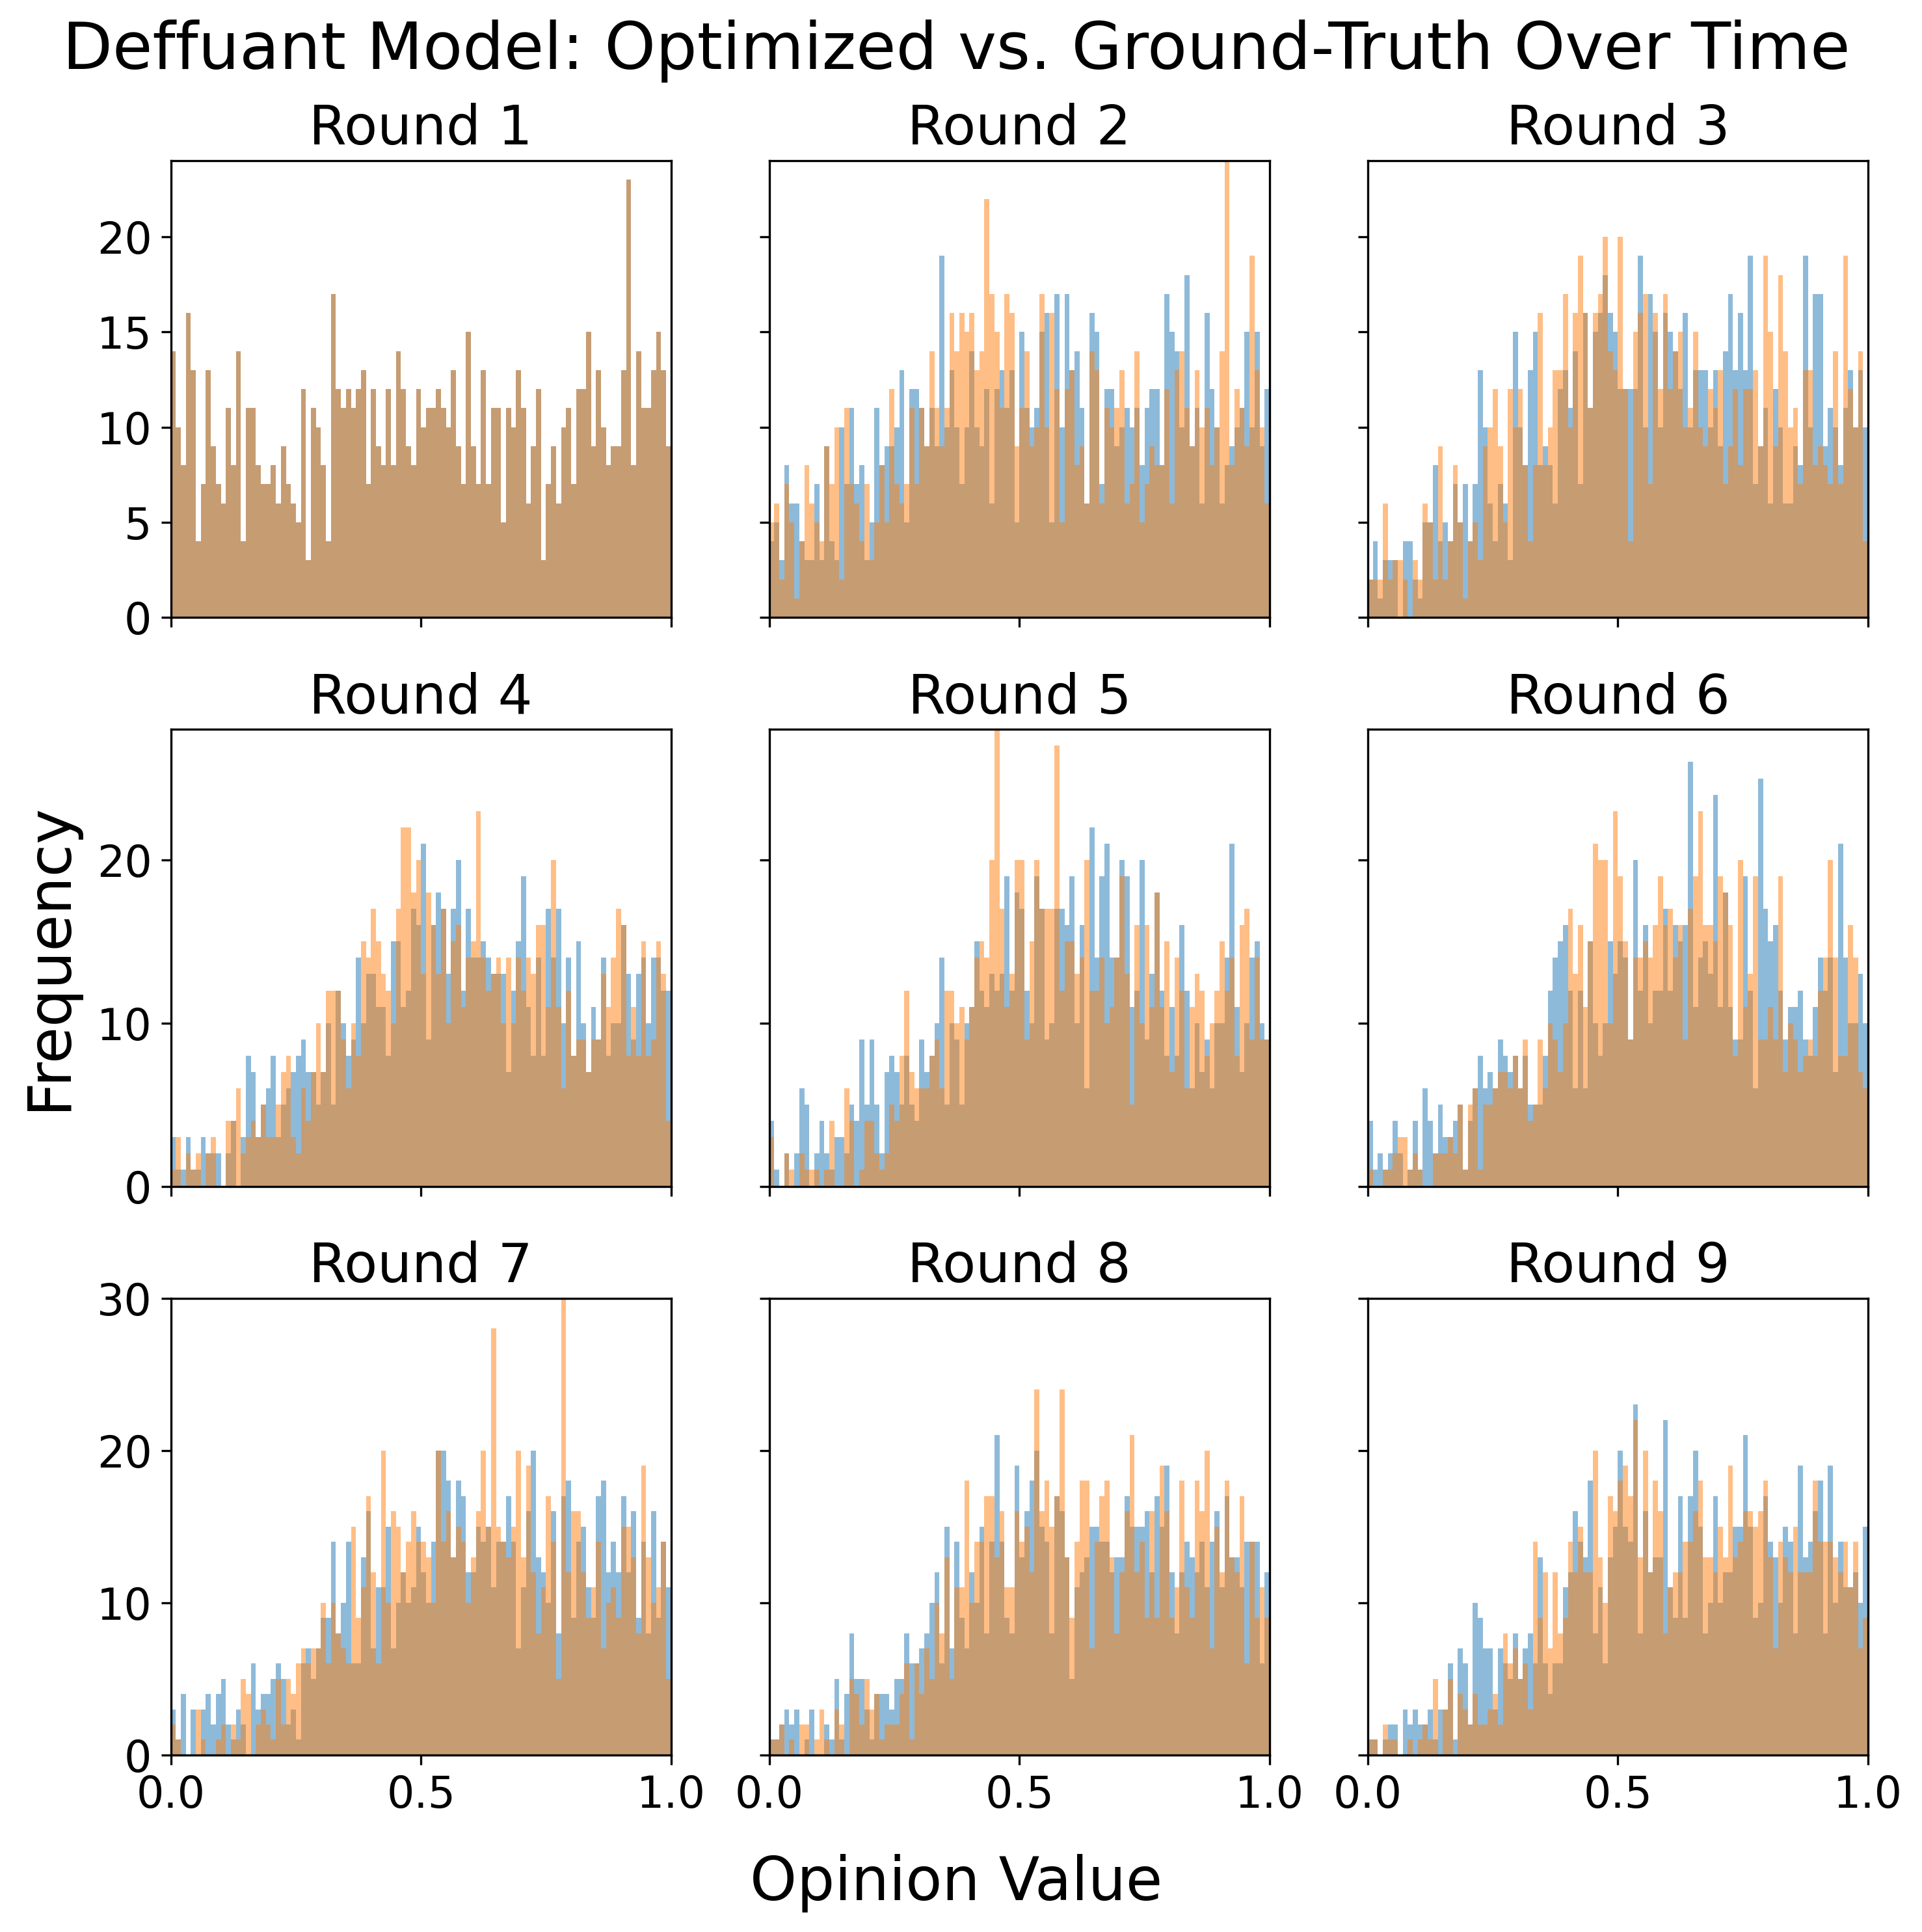 Deffuant Model: Optimized vs. Ground-Truth Over Time
Round 1
Round 2
Round 3
20
15
10
5
0
Round 4
Round 5
Round 6
Frequency
20
10
0
Round 7
Round 8
Round 9
30
20
10
0
0.0 0.5 1.0 0.0 0.5 1.0 0.0 0.5 1.0
Opinion Value